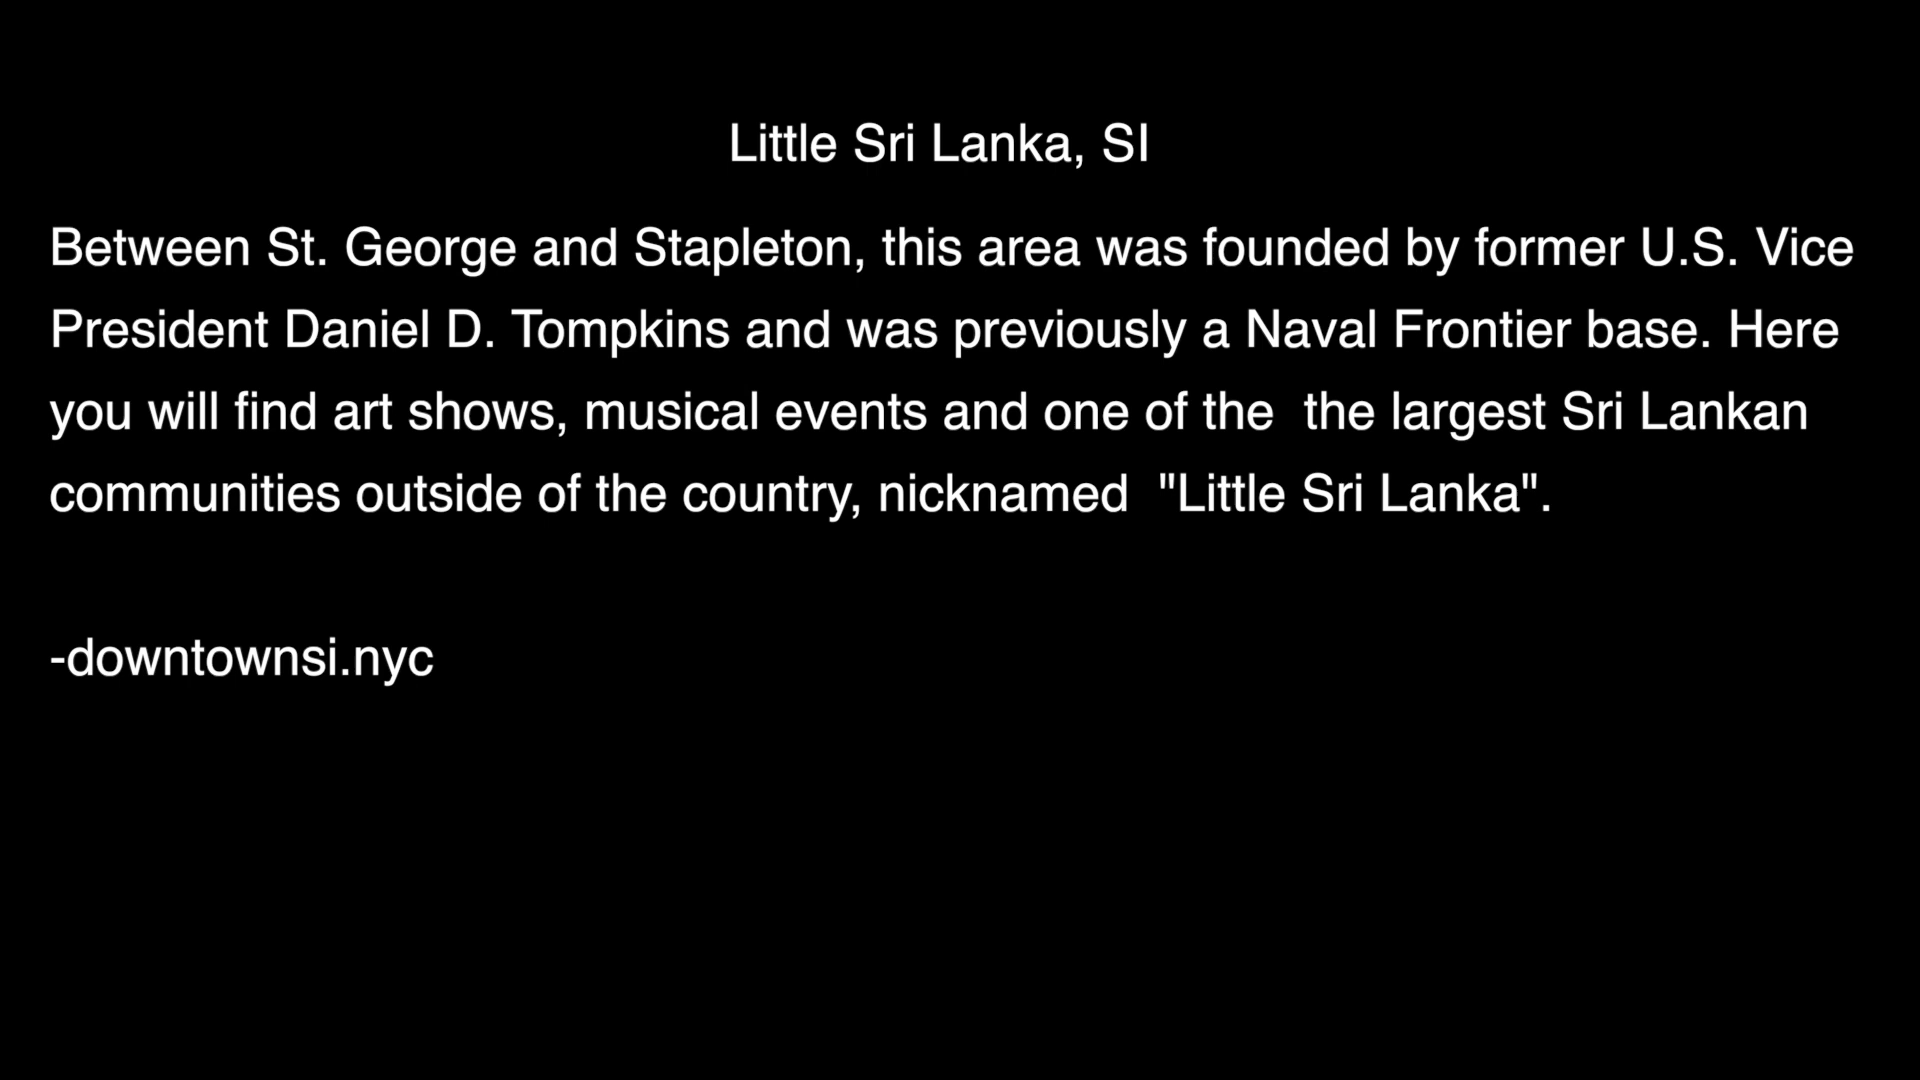 Little Sri Lanka, SI
Between St. George and Stapleton, this area was founded by former U.S. Vice
President Daniel D. Tompkins and was previously a Naval Frontier base. Here
you will find art shows, musical events and one of the  the largest Sri Lankan
communities outside of the country, nicknamed  "Little Sri Lanka".
-downtownsi.nyc